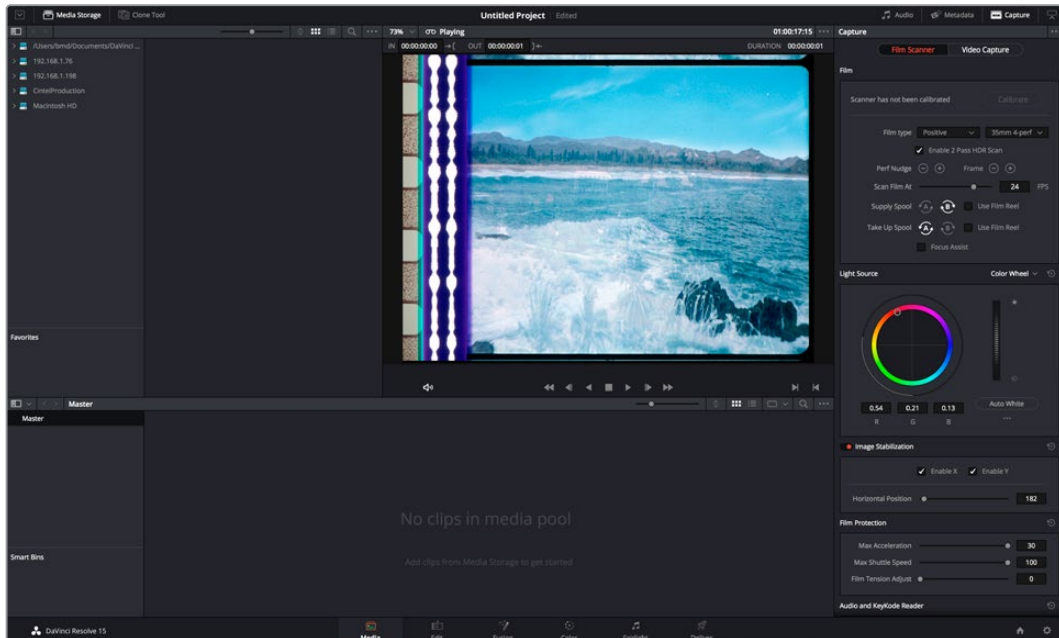 Media Storage Clone Tool Untitled Project Edited Audio Metadata Capture
73% Playing 01:00:17:15 Capture
IN 00:00:00:00 OUT 00:00:00:01 DURATION 00:00:00:01
Film Scanner Video Capture
/Users/bmd/Documents/DaVinci ...
192.168.1.76
192.168.1.198
CintelProduction
Macintosh HD
Favorites
Film
Scanner has not been calibrated Calibrate
Film type Positive 35mm 4-perf
Enable 2 Pass HDR Scan
Perf Nudge Frame
Scan Film At 24 FPS
Supply Spool A B Use Film Reel
Take Up Spool A B Use Film Reel
Focus Assist
Light Source Color Wheel
0.54 0.21 0.13 Auto White
R G B
Master
Master
No clips in media pool
Add clips from Media Storage to get started
Smart Bins
Image Stabilization
Enable X Enable Y
Horizontal Position 182
Film Protection
Max Acceleration 30
Max Shuttle Speed 100
Film Tension Adjust 0
Audio and KeyKode Reader
DaVinci Resolve 15 Media Edit Fusion Color Fairlight Deliver